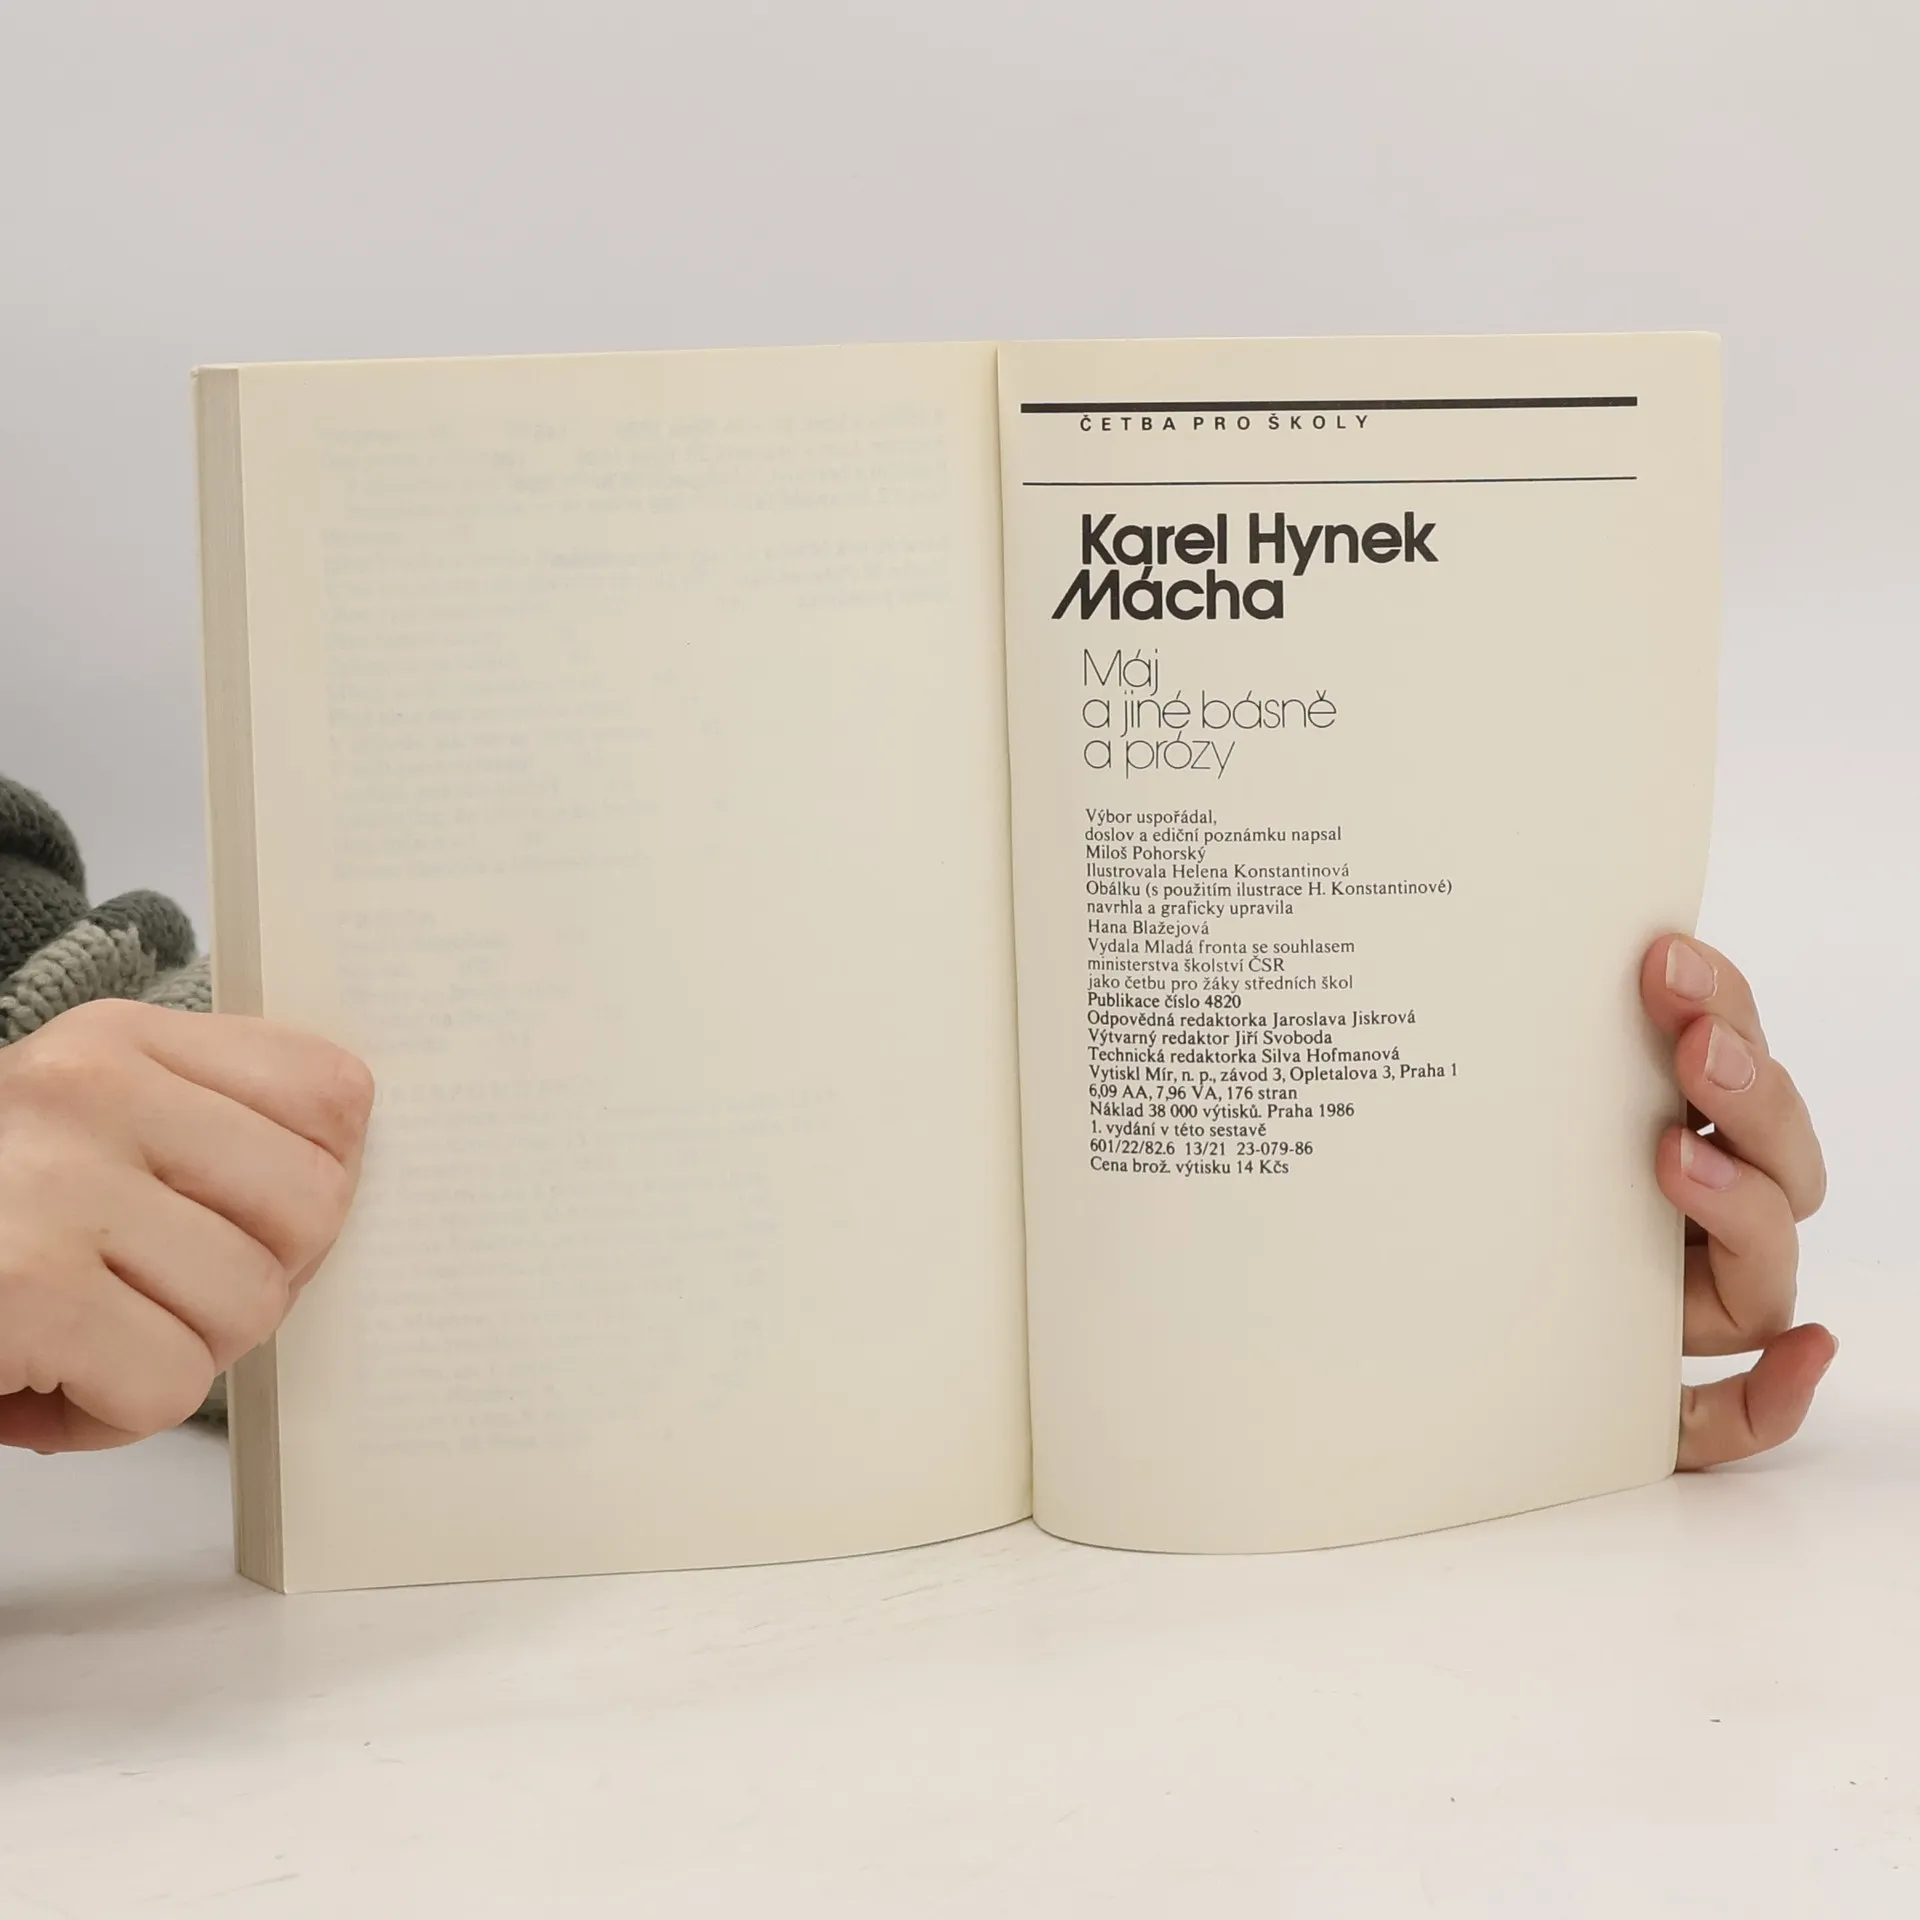 ČETBA PRO ŠKOLY
Karel Hynek
Mácha
Máj
a jiné básně
a prózy
Výbor uspořádal,
doslov a ediční poznámku napsal
Miloš Pohorský
Ilustrovala Helena Konstantinová
Obálku (s použitím ilustrace H. Konstantinové)
navrhla a graficky upravila
Hana Blažejová
Vydala Mladá fronta se souhlasem
ministerstva školství ČSR
jako četbu pro žáky středních škol
Publikace číslo 4820
Odpovědná redaktorka Jaroslava Jiskrová
Výtvarný redaktor Jiří Svoboda
Technická redaktorka Silva Hofmanová
Vytiskl Mír, n. p., závod 3, Opletalova 3, Praha 1
6,09 AA, 7,96 VA, 176 stran
Náklad 38 000 výtisků. Praha 1986
1. vydání v této sestavě
601/22/82.6 13/21 23-079-86
Cena brož. výtisku 14 Kčs